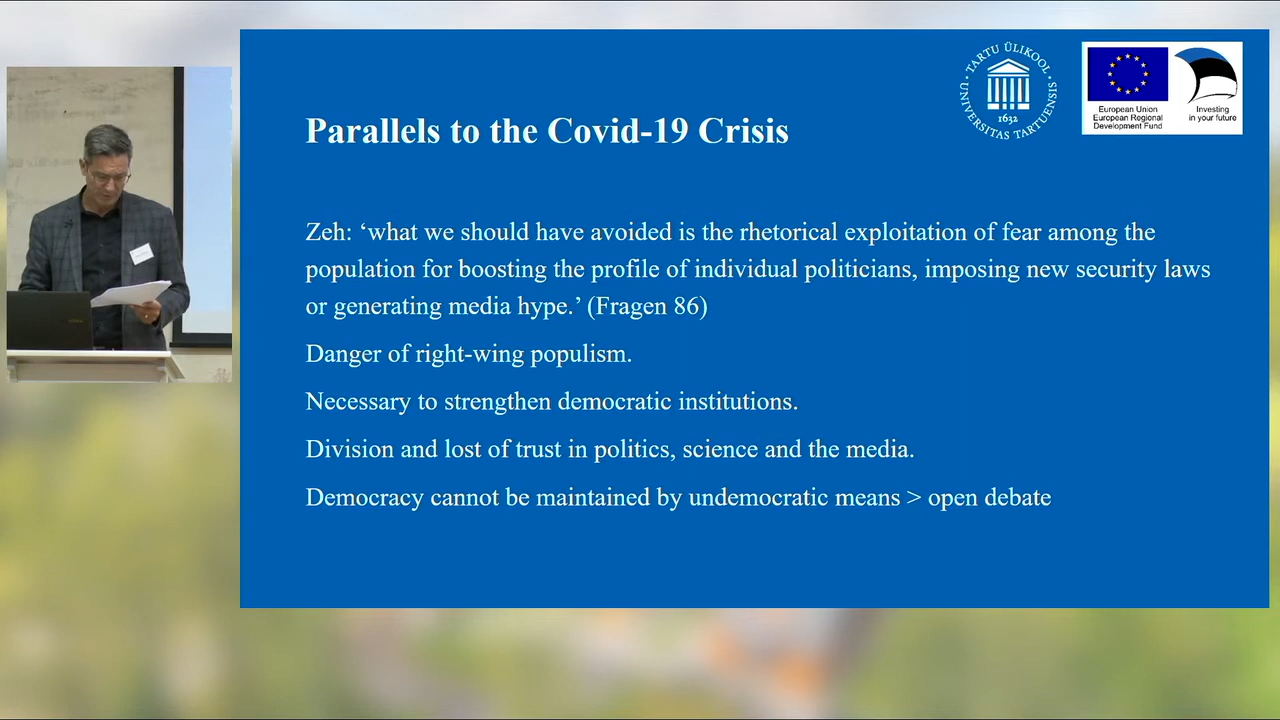 TARTU ÜLIKOOL
UNIVERSITAS TARTUENSIS
1632
European Union
European Regional
Development Fund
Investing
in your future
Parallels to the Covid-19 Crisis
Zeh: ‘what we should have avoided is the rhetorical exploitation of fear among the
population for boosting the profile of individual politicians, imposing new security laws
or generating media hype.’ (Fragen 86)
Danger of right-wing populism.
Necessary to strengthen democratic institutions.
Division and lost of trust in politics, science and the media.
Democracy cannot be maintained by undemocratic means > open debate